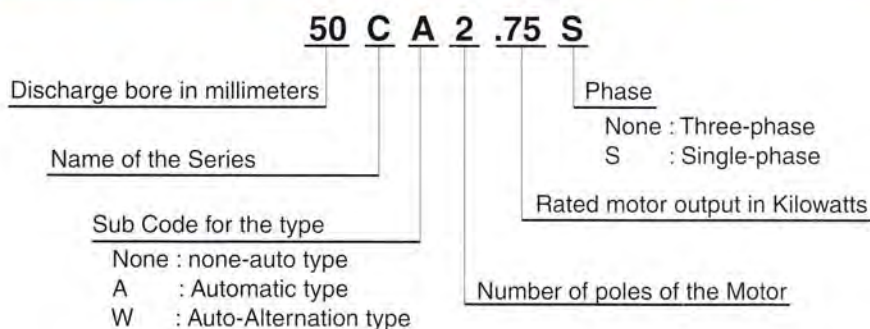 50 C A 2 .75 S
Discharge bore in millimeters
Phase
None : Three-phase
S : Single-phase
Name of the Series
Rated motor output in Kilowatts
Sub Code for the type
None : none-auto type
A : Automatic type
W : Auto-Alternation type
Number of poles of the Motor